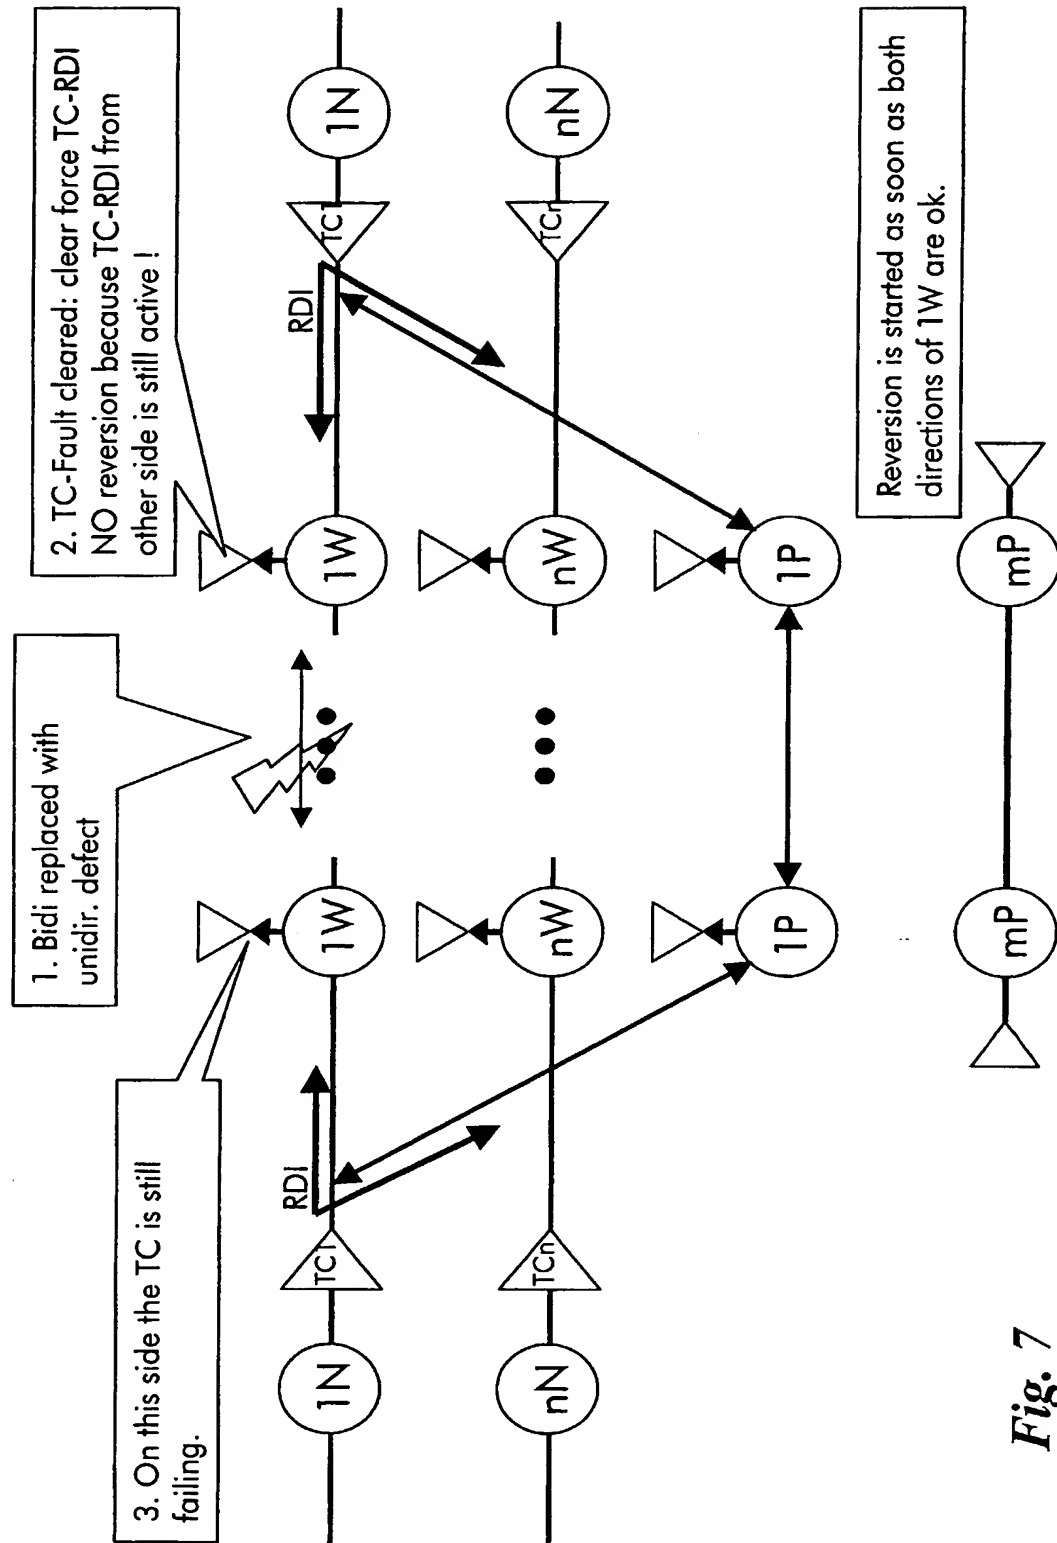 1. Bidi replaced with
unidir. defect
2. TC-Fault cleared: clear force TC-RDI
NO reversion because TC-RDI from
other side is still active !
3. On this side the TC is still
failing.
1N
TC1
RDI
1W
1W
RDI
TC1
1N
nN
TCn
nW
nW
TCn
nN
1P
1P
Reversion is started as soon as both
directions of 1W are ok.
mP
mP
Fig. 7